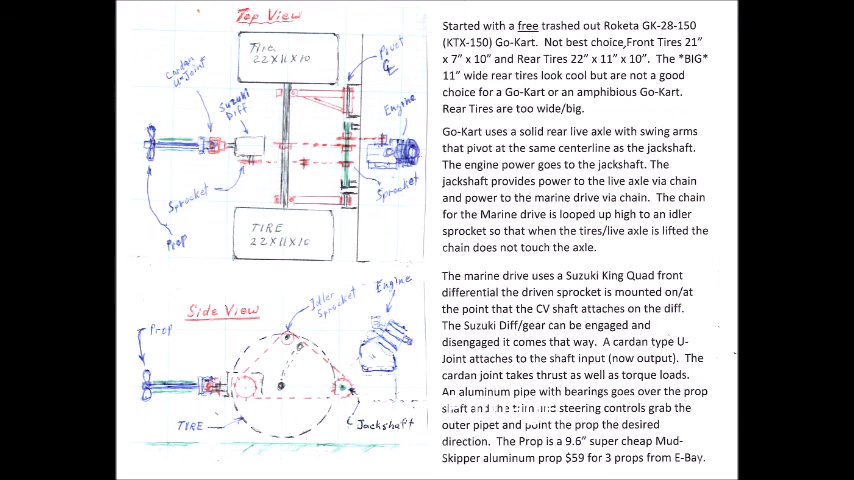 Top View
Tire
22X11X10
Pivot
Cardan
U-Joint
Suzuki
Diff
Engine
Sprocket
Sprocket
Prop
TIRE
22X11X10
Side View
Idler
Sprocket
Engine
Prop
TIRE
Jackshaft
Started with a free trashed out Roketa GK-28-150
(KTX-150) Go-Kart. Not best choice,Front Tires 21”
x 7” x 10” and Rear Tires 22” x 11” x 10”. The *BIG*
11” wide rear tires look cool but are not a good
choice for a Go-Kart or an amphibious Go-Kart.
Rear Tires are too wide/big.
Go-Kart uses a solid rear live axle with swing arms
that pivot at the same centerline as the jackshaft.
The engine power goes to the jackshaft. The
jackshaft provides power to the live axle via chain
and power to the marine drive via chain. The chain
for the Marine drive is looped up high to an idler
sprocket so that when the tires/live axle is lifted the
chain does not touch the axle.
The marine drive uses a Suzuki King Quad front
differential the driven sprocket is mounted on/at
the point that the CV shaft attaches on the diff.
The Suzuki Diff/gear can be engaged and
disengaged it comes that way. A cardan type U-
Joint attaches to the shaft input (now output). The
cardan joint takes thrust as well as torque loads.
An aluminum pipe with bearings goes over the prop
shaft and the trim and steering controls grab the
outer pipet and point the prop the desired
direction. The Prop is a 9.6” super cheap Mud-
Skipper aluminum prop $59 for 3 props from E-Bay.